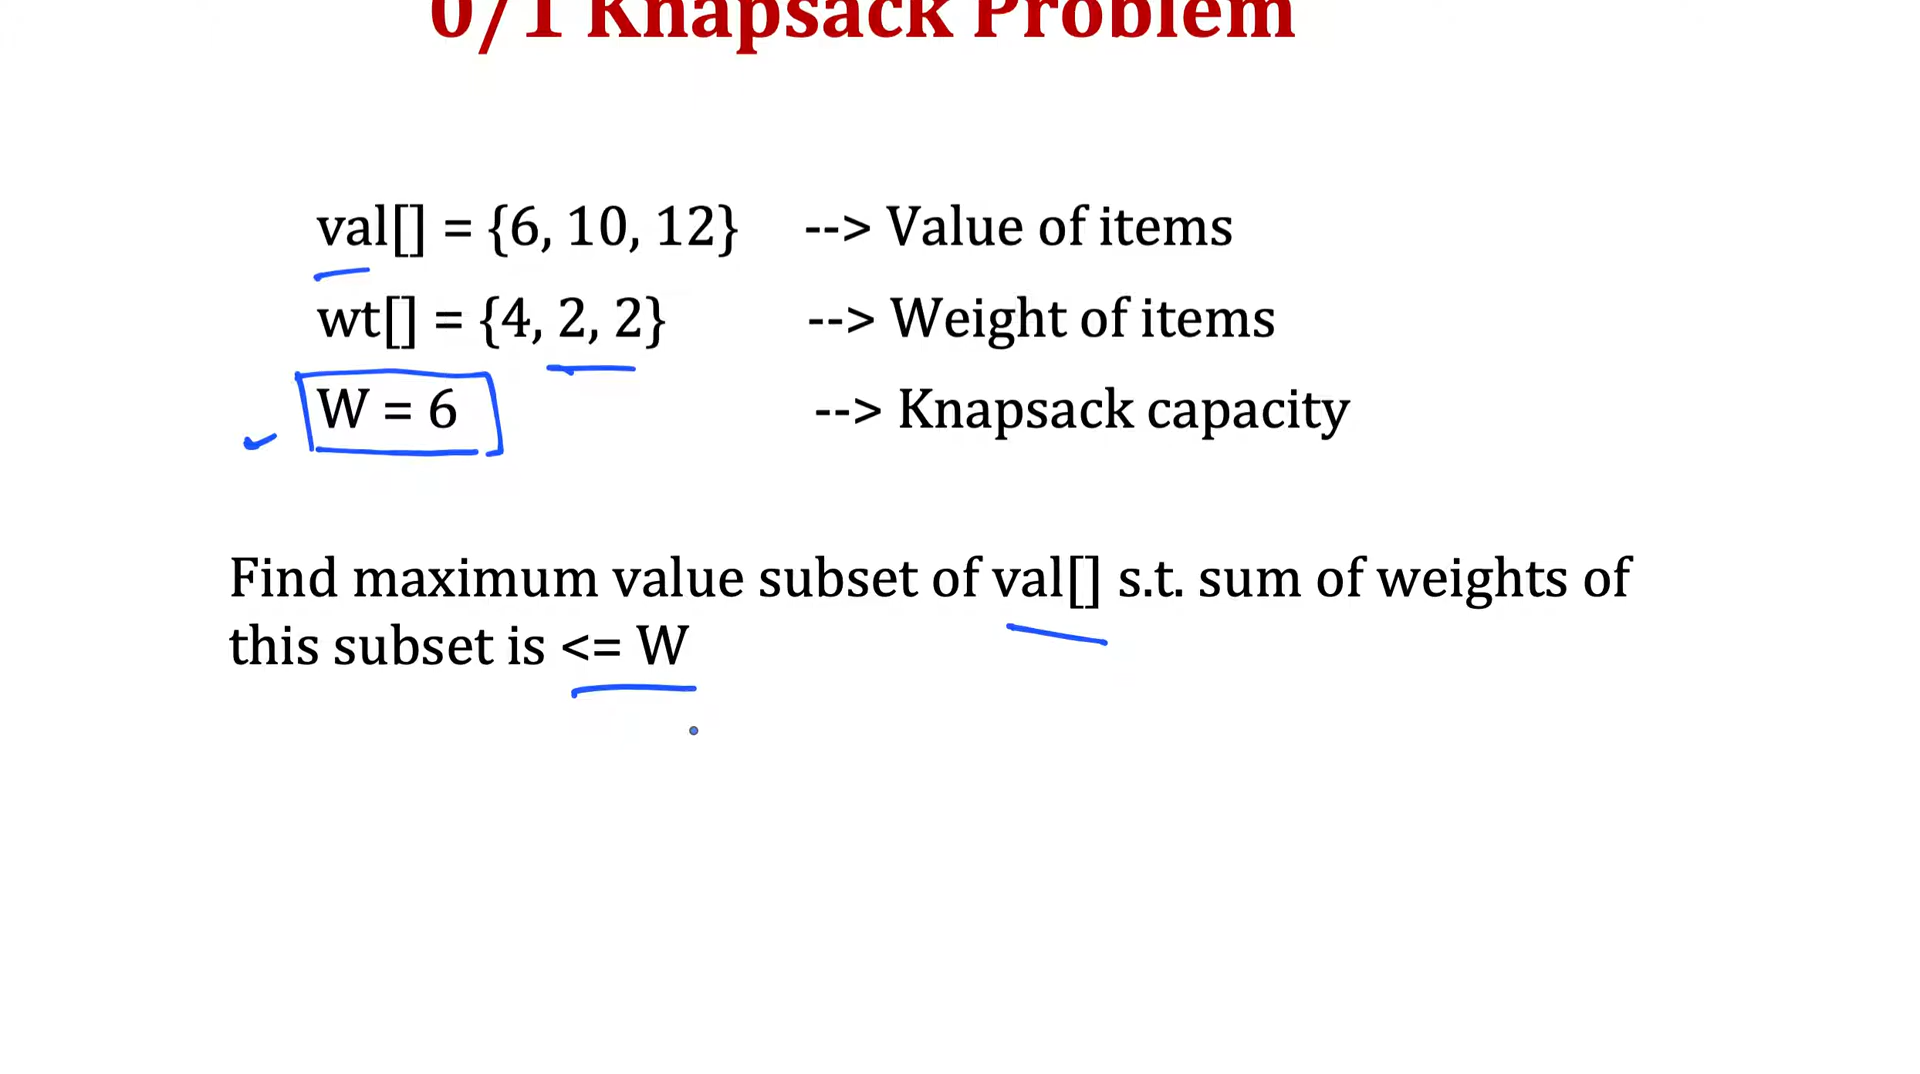 0/1 Knapsack Problem
val[] = {6, 10, 12} --> Value of items
wt[] = {4, 2, 2} --> Weight of items
W = 6 --> Knapsack capacity
Find maximum value subset of val[] s.t. sum of weights of
this subset is <= W